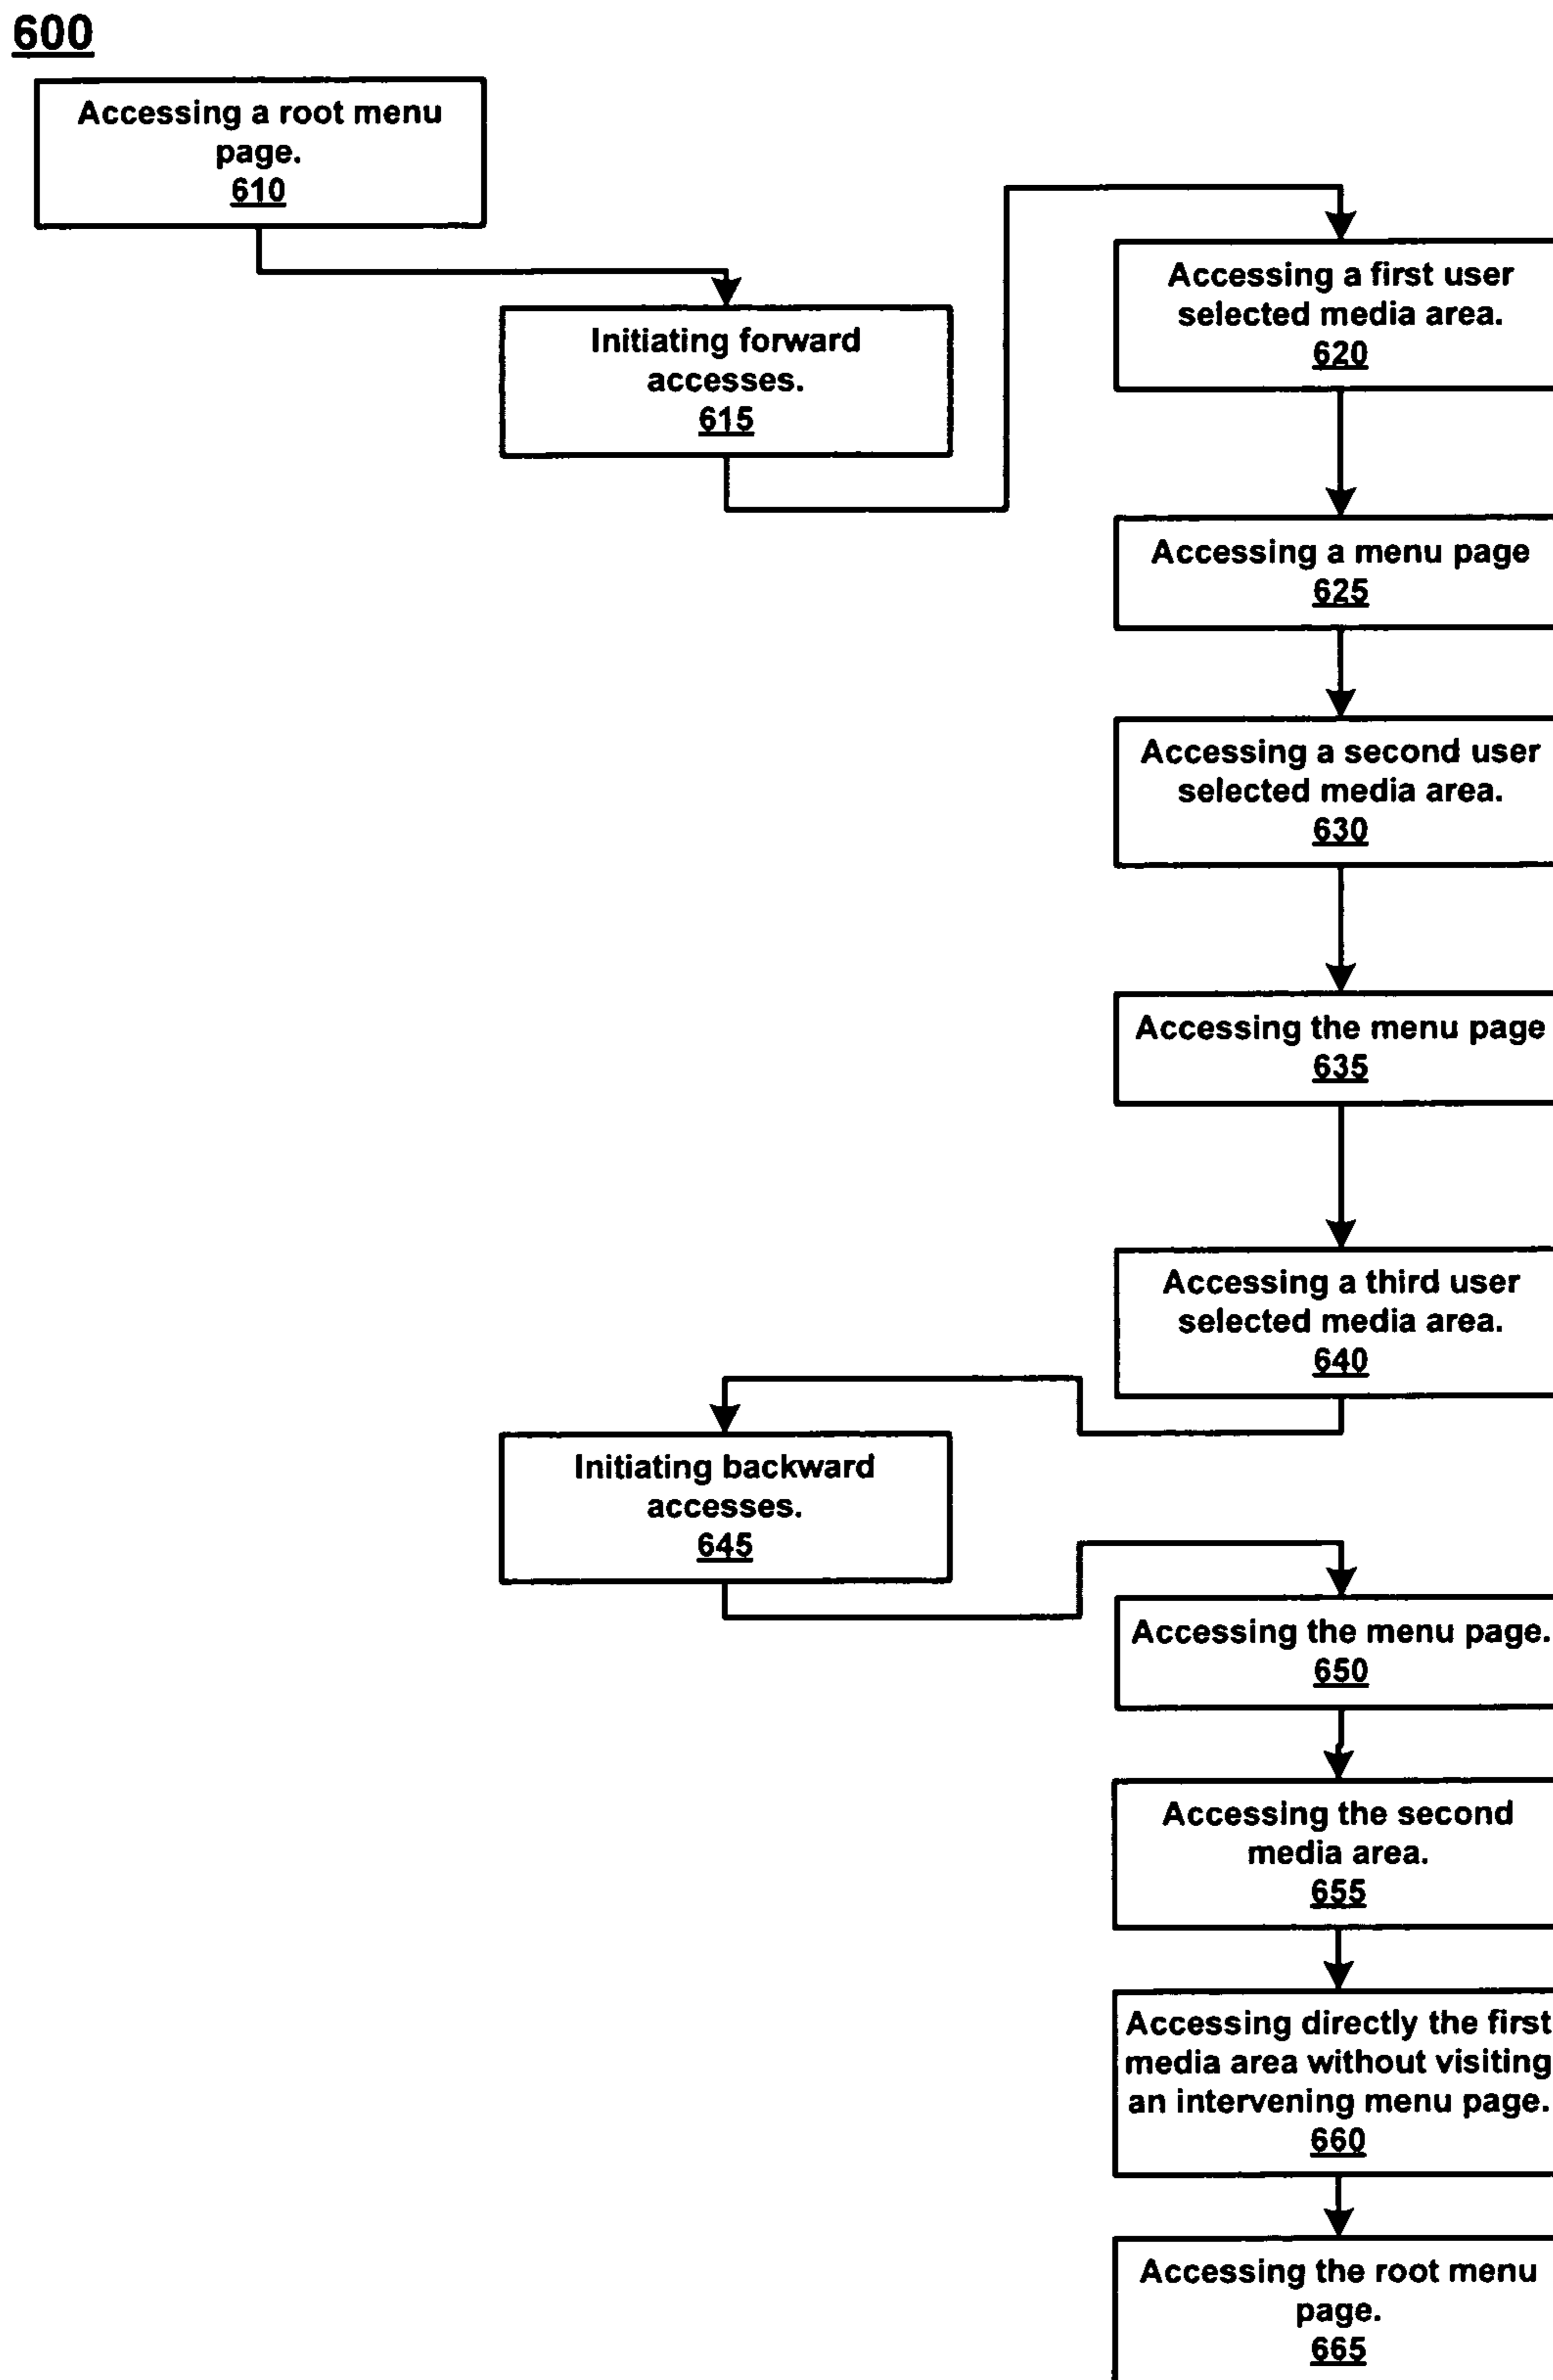 600
Accessing a root menu
page.
610
Initiating forward
accesses.
615
Accessing a first user
selected media area.
620
Accessing a menu page
625
Accessing a second user
selected media area.
630
Accessing the menu page
635
Accessing a third user
selected media area.
640
Initiating backward
accesses.
645
Accessing the menu page.
650
Accessing the second
media area.
655
Accessing directly the first
media area without visiting
an intervening menu page.
660
Accessing the root menu
page.
665